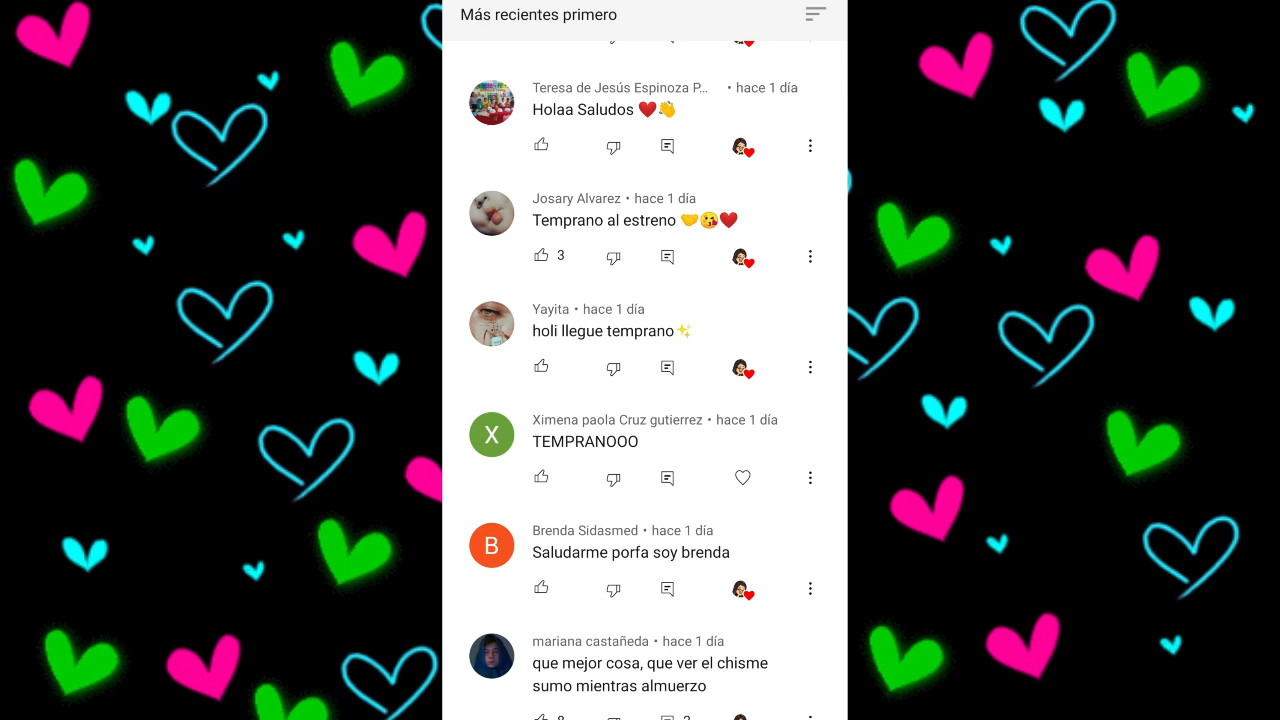 Más recientes primero
Teresa de Jesús Espinoza P... • hace 1 día
Holaa Saludos ❤️👏
Josary Alvarez • hace 1 día
Temprano al estreno 🤝😘❤️
3
Yayita • hace 1 día
holi llegue temprano✨
X
Ximena paola Cruz gutierrez • hace 1 día
TEMPRANOOO
B
Brenda Sidasmed • hace 1 día
Saludarme porfa soy brenda
mariana castañeda • hace 1 día
que mejor cosa, que ver el chisme
sumo mientras almuerzo